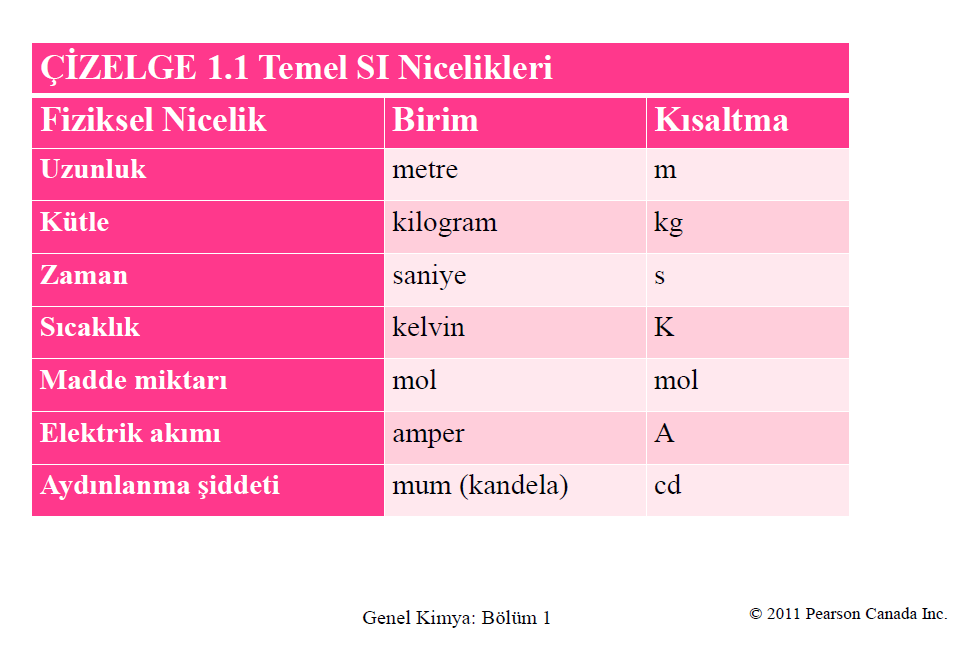 ÇİZELGE 1.1 Temel SI Nicelikleri
Fiziksel Nicelik Birim Kısaltma
Uzunluk metre m
Kütle kilogram kg
Zaman saniye s
Sıcaklık kelvin K
Madde miktarı mol mol
Elektrik akımı amper A
Aydınlanma şiddeti mum (kandela) cd
Genel Kimya: Bölüm 1 © 2011 Pearson Canada Inc.